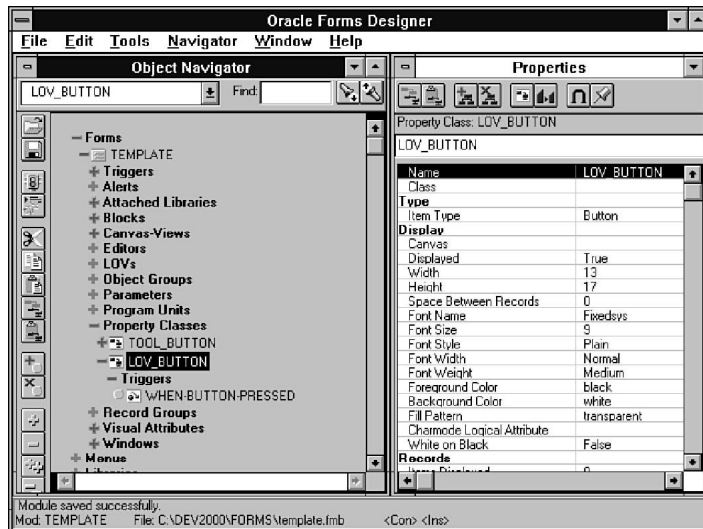 Oracle Forms Designer
File Edit Tools Navigator Window Help
Object Navigator
LOV_BUTTON Find:
Forms
TEMPLATE
Triggers
Alerts
Attached Libraries
Blocks
Canvas-Views
Editors
LOVs
Object Groups
Parameters
Program Units
Property Classes
TOOL_BUTTON
LOV_BUTTON
Triggers
WHEN-BUTTON-PRESSED
Record Groups
Visual Attributes
Windows
Menus
Libraries
Properties
Property Class: LOV_BUTTON
LOV_BUTTON
Name LOV_BUTTON
Class
Type
Item Type Button
Display
Canvas
Displayed True
Width 13
Height 17
Space Between Records 0
Font Name Fixedsys
Font Size 9
Font Style Plain
Font Width Normal
Font Weight Medium
Foreground Color black
Background Color white
Fill Pattern transparent
Charmode Logical Attribute
White on Black False
Records
Items Displayed 0
Module saved successfully.
Mod: TEMPLATE File: C:\DEV2000\FORMS\template.fmb <Con> <Ins>